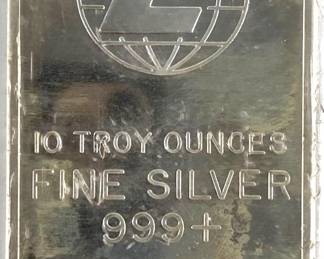 10 TROY OUNCES
FINE SILVER
999+